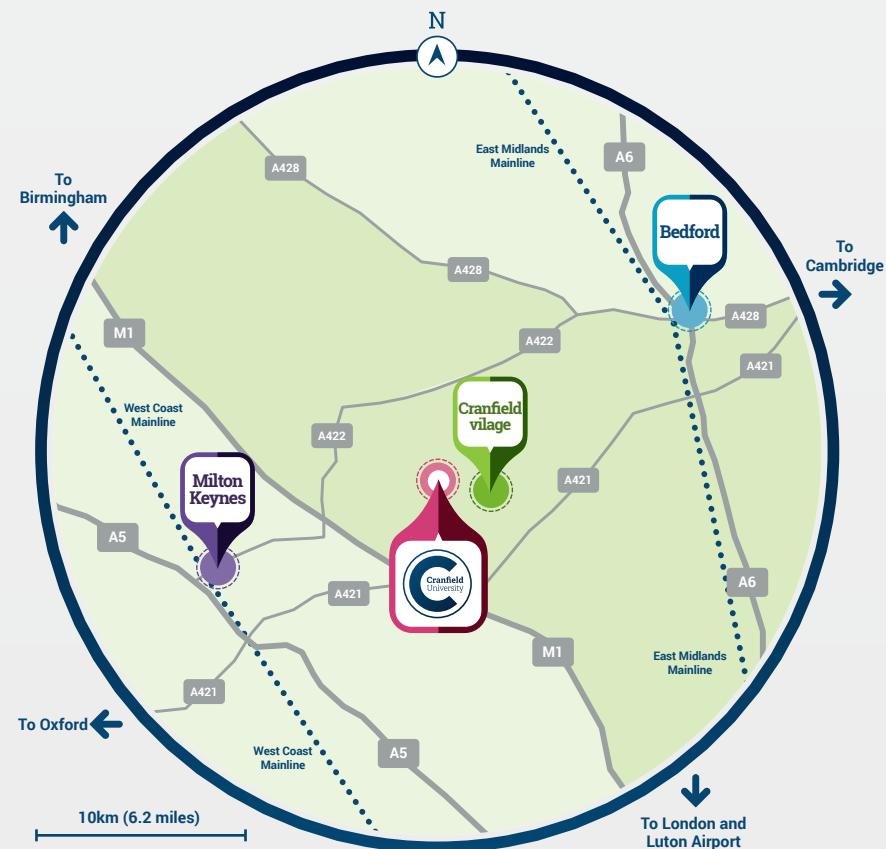 N
East Midlands
Mainline
A6
A428
To
Birmingham
Bedford
To
Cambridge
A428
A428
M1
A422
A421
West Coast
Mainline
Cranfield
vilage
A422
Milton
Keynes
A421
A5
Cranfield
University
A421
A6
M1
East Midlands
Mainline
A421
To Oxford
West Coast
Mainline
A5
10km (6.2 miles)
To London and
Luton Airport